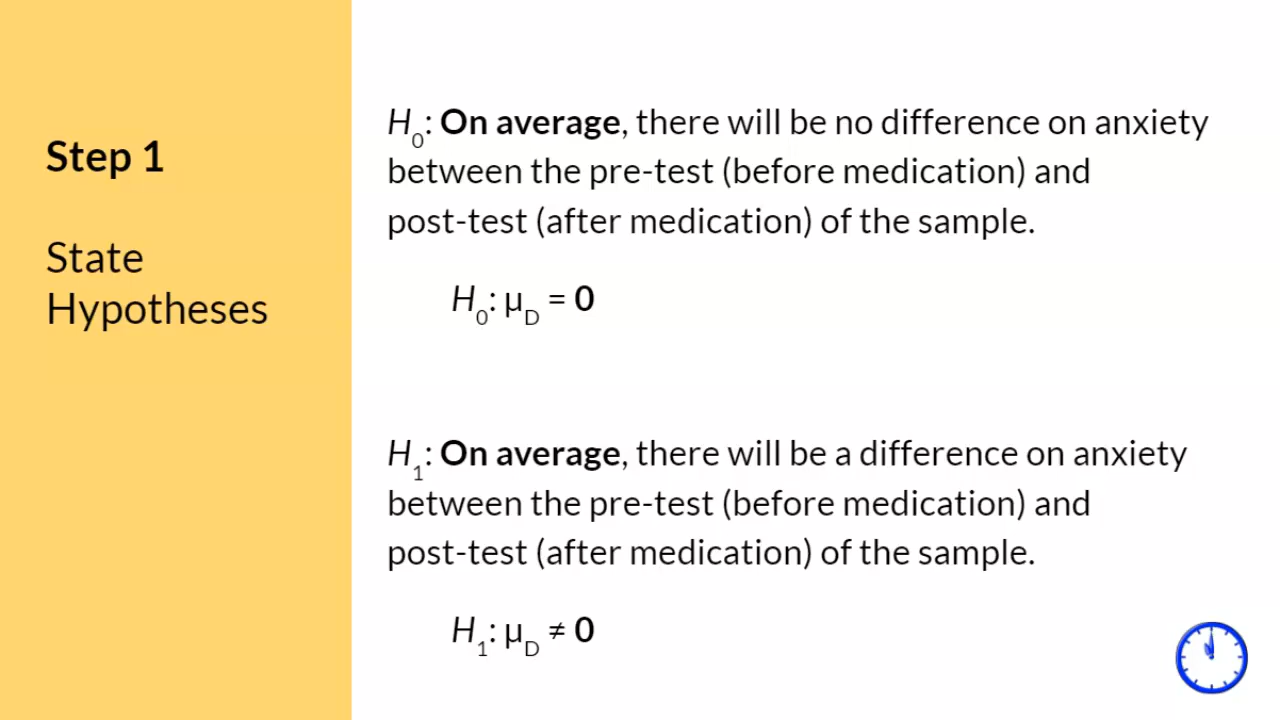 Step 1
State
Hypotheses
H₀: On average, there will be no difference on anxiety
between the pre-test (before medication) and
post-test (after medication) of the sample.
H₀: μ_D = 0
H₁: On average, there will be a difference on anxiety
between the pre-test (before medication) and
post-test (after medication) of the sample.
H₁: μ_D ≠ 0